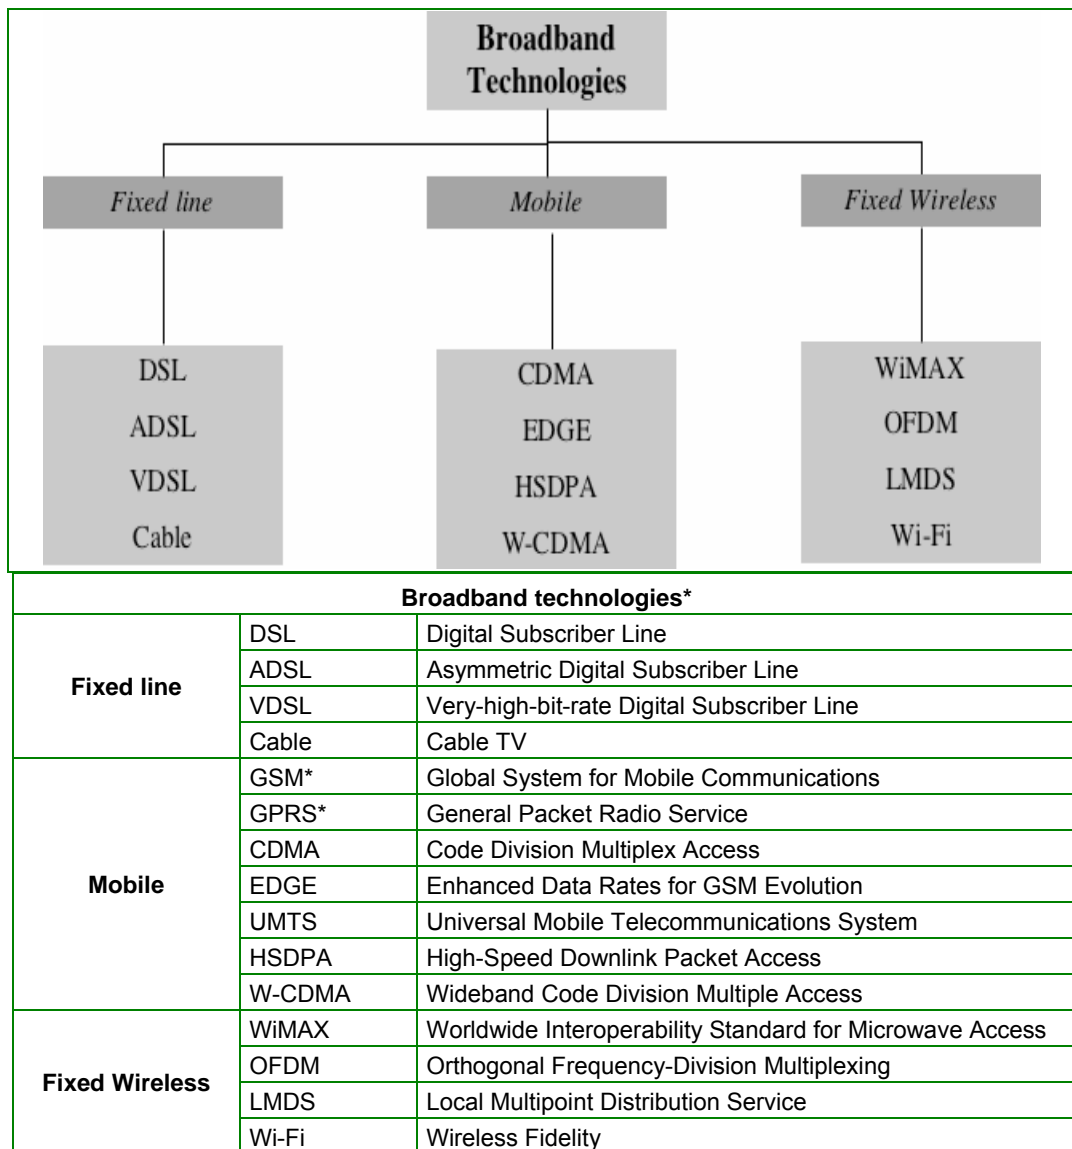 Broadband
Technologies
Fixed line
Mobile
Fixed Wireless
DSL
ADSL
VDSL
Cable
CDMA
EDGE
HSDPA
W-CDMA
WiMAX
OFDM
LMDS
Wi-Fi
Broadband technologies*
Fixed line
DSL Digital Subscriber Line
ADSL Asymmetric Digital Subscriber Line
VDSL Very-high-bit-rate Digital Subscriber Line
Cable Cable TV
Mobile
GSM* Global System for Mobile Communications
GPRS* General Packet Radio Service
CDMA Code Division Multiplex Access
EDGE Enhanced Data Rates for GSM Evolution
UMTS Universal Mobile Telecommunications System
HSDPA High-Speed Downlink Packet Access
W-CDMA Wideband Code Division Multiple Access
Fixed Wireless
WiMAX Worldwide Interoperability Standard for Microwave Access
OFDM Orthogonal Frequency-Division Multiplexing
LMDS Local Multipoint Distribution Service
Wi-Fi Wireless Fidelity